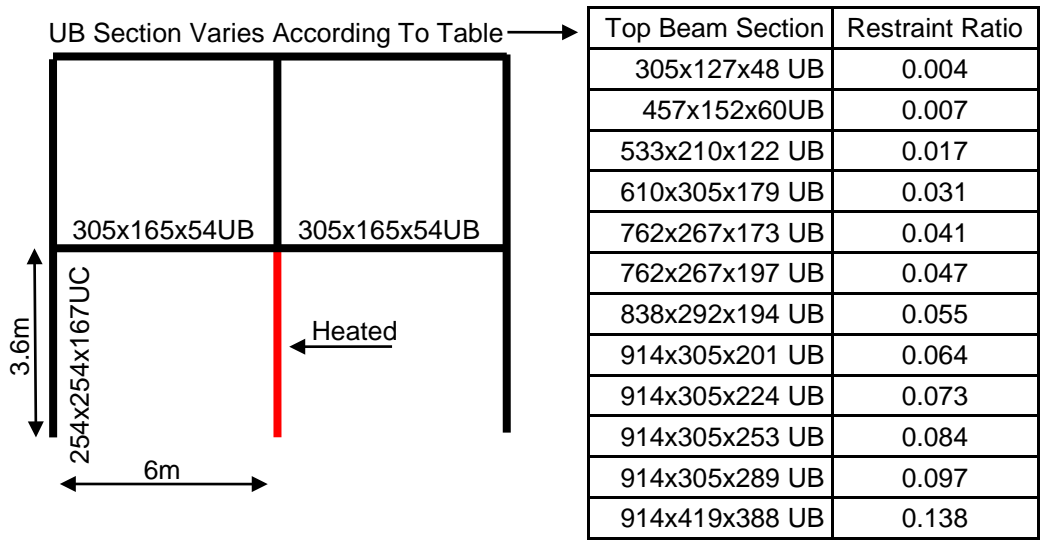 UB Section Varies According To Table
305x165x54UB
305x165x54UB
3.6m
254x254x167UC
Heated
6m
Top Beam Section Restraint Ratio
305x127x48 UB 0.004
457x152x60UB 0.007
533x210x122 UB 0.017
610x305x179 UB 0.031
762x267x173 UB 0.041
762x267x197 UB 0.047
838x292x194 UB 0.055
914x305x201 UB 0.064
914x305x224 UB 0.073
914x305x253 UB 0.084
914x305x289 UB 0.097
914x419x388 UB 0.138